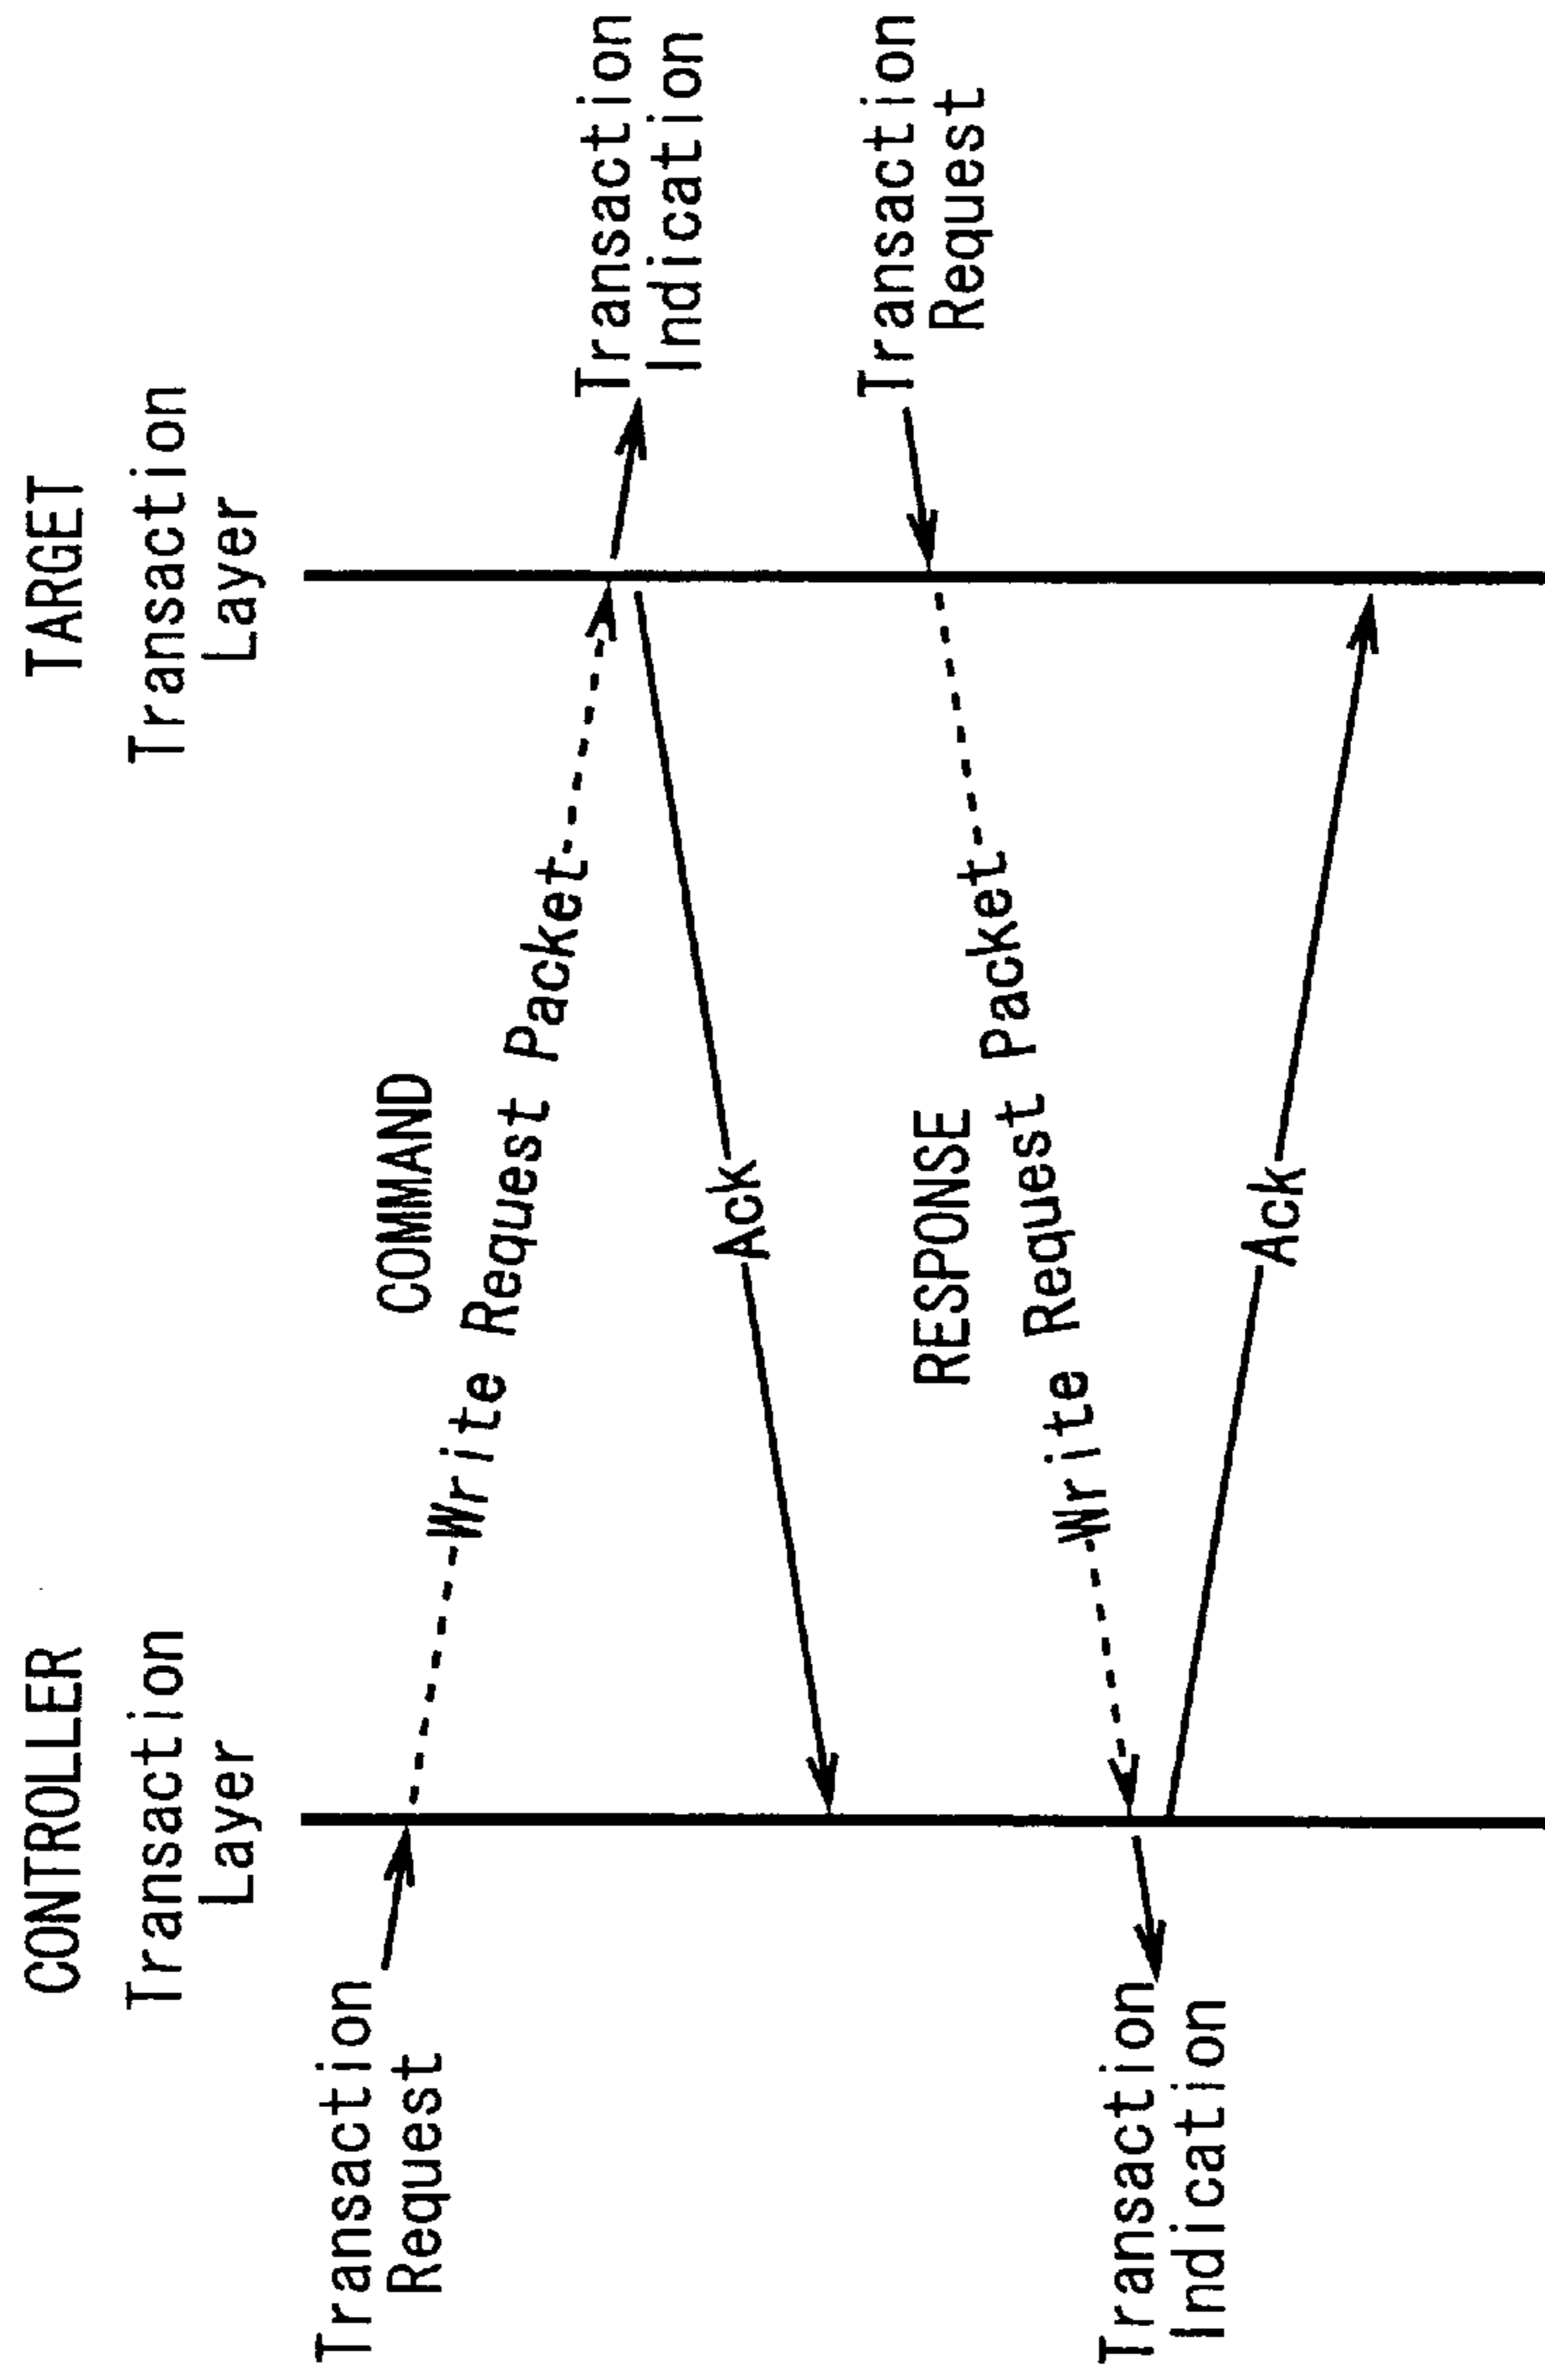 CONTROLLER
Transaction
Layer
TARGET
Transaction
Layer
Transaction
Request
COMMAND
Write Request Packet
Transaction
Indication
Ack
RESPONSE
Write Request Packet
Transaction
Request
Transaction
Indication
Ack